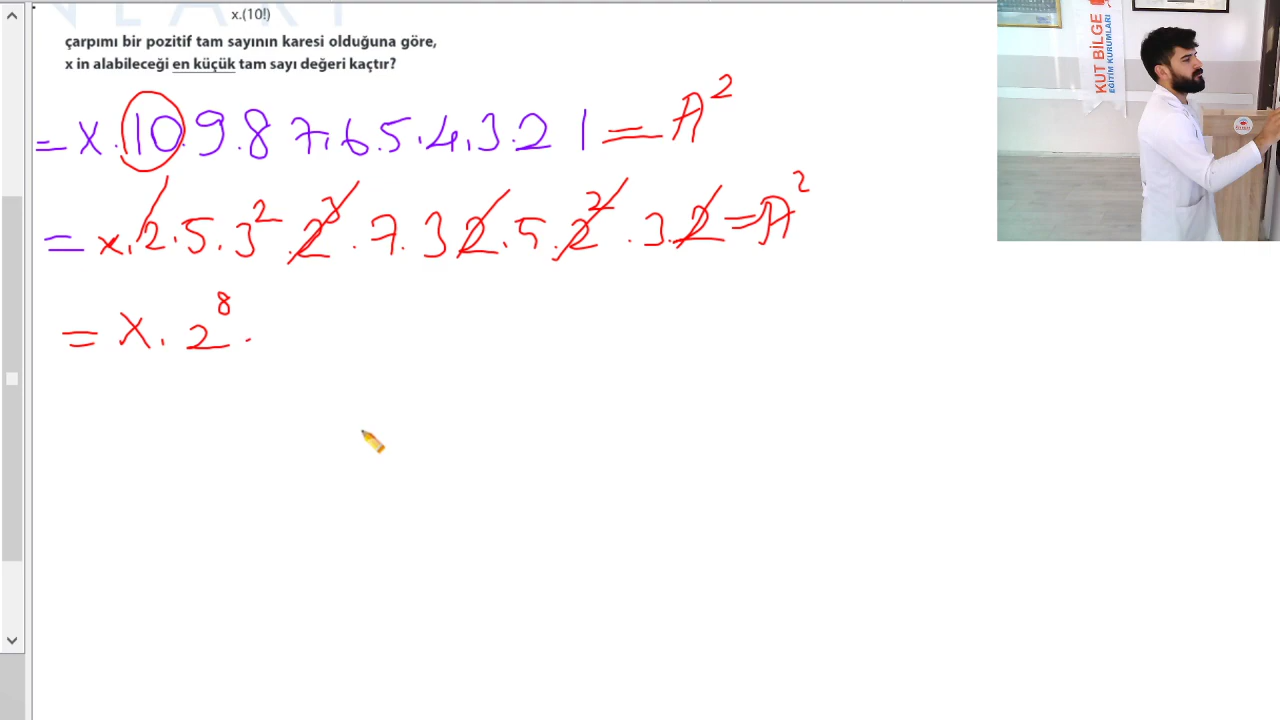 x.(10!)
çarpımı bir pozitif tam sayının karesi olduğuna göre,
x in alabileceği en küçük tam sayı değeri kaçtır?
= x.10.9.8 7.6.5.4.3.2 1 = A²
= x.2.5.3².2³.7.3 2.5.2².3.2 = A²
= x.2⁸.
KUT BİLGE
EĞİTİM KURUMLARI